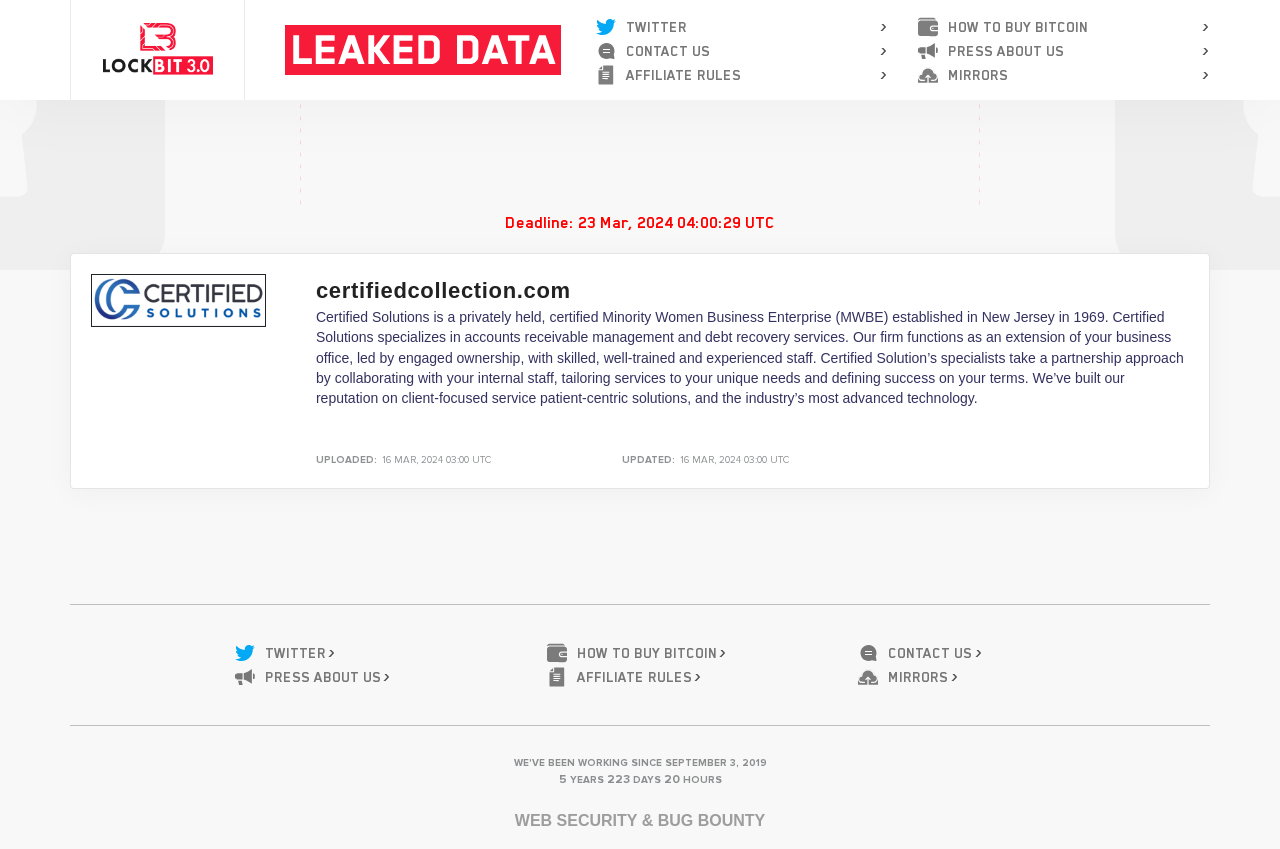 LOCKBIT 3.0
LEAKED DATA
TWITTER
CONTACT US
AFFILIATE RULES
HOW TO BUY BITCOIN
PRESS ABOUT US
MIRRORS
Deadline: 23 Mar, 2024 04:00:29 UTC
CERTIFIED
SOLUTIONS
certifiedcollection.com
Certified Solutions is a privately held, certified Minority Women Business Enterprise (MWBE) established in New Jersey in 1969. Certified
Solutions specializes in accounts receivable management and debt recovery services. Our firm functions as an extension of your business
office, led by engaged ownership, with skilled, well-trained and experienced staff. Certified Solution’s specialists take a partnership approach
by collaborating with your internal staff, tailoring services to your unique needs and defining success on your terms. We’ve built our
reputation on client-focused service patient-centric solutions, and the industry’s most advanced technology.
UPLOADED: 16 MAR, 2024 03:00 UTC
UPDATED: 16 MAR, 2024 03:00 UTC
TWITTER
HOW TO BUY BITCOIN
CONTACT US
PRESS ABOUT US
AFFILIATE RULES
MIRRORS
WE'VE BEEN WORKING SINCE SEPTEMBER 3, 2019
5 YEARS 223 DAYS 20 HOURS
WEB SECURITY & BUG BOUNTY